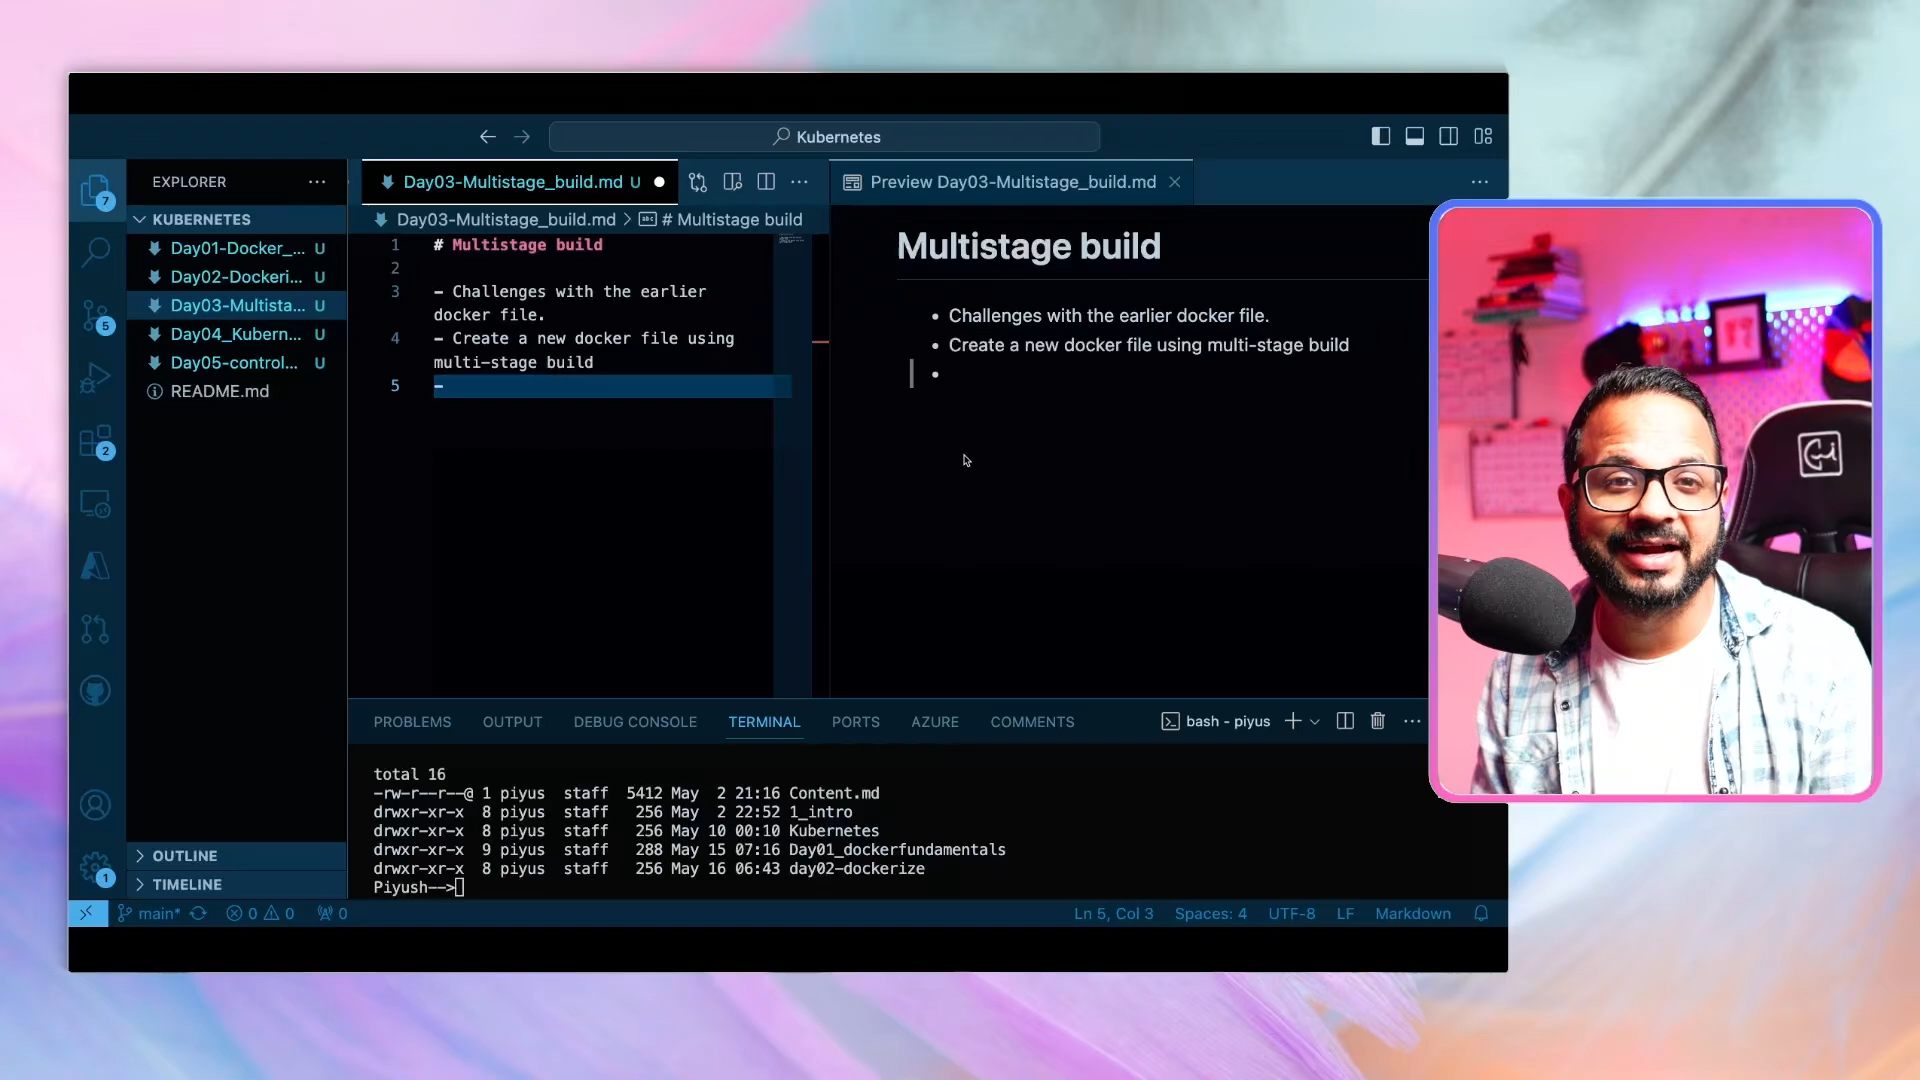 Kubernetes
EXPLORER
Day03-Multistage_build.md U
Preview Day03-Multistage_build.md
KUBERNETES
Day03-Multistage_build.md > # Multistage build
7
Day01-Docker_... U
Day02-Dockeri... U
Day03-Multista... U
Day04_Kubern... U
Day05-control... U
README.md
5
2
1 # Multistage build
2
3 - Challenges with the earlier
docker file.
4 - Create a new docker file using
multi-stage build
5 -
Multistage build
• Challenges with the earlier docker file.
• Create a new docker file using multi-stage build
•
PROBLEMS OUTPUT DEBUG CONSOLE TERMINAL PORTS AZURE COMMENTS
bash - piyus
total 16
-rw-r--r--@ 1 piyus staff 5412 May 2 21:16 Content.md
drwxr-xr-x 8 piyus staff 256 May 2 22:52 1_intro
drwxr-xr-x 8 piyus staff 256 May 10 00:10 Kubernetes
drwxr-xr-x 9 piyus staff 288 May 15 07:16 Day01_dockerfundamentals
drwxr-xr-x 8 piyus staff 256 May 16 06:43 day02-dockerize
Piyush-->
OUTLINE
TIMELINE
1
main* 0 0 0
Ln 5, Col 3 Spaces: 4 UTF-8 LF Markdown